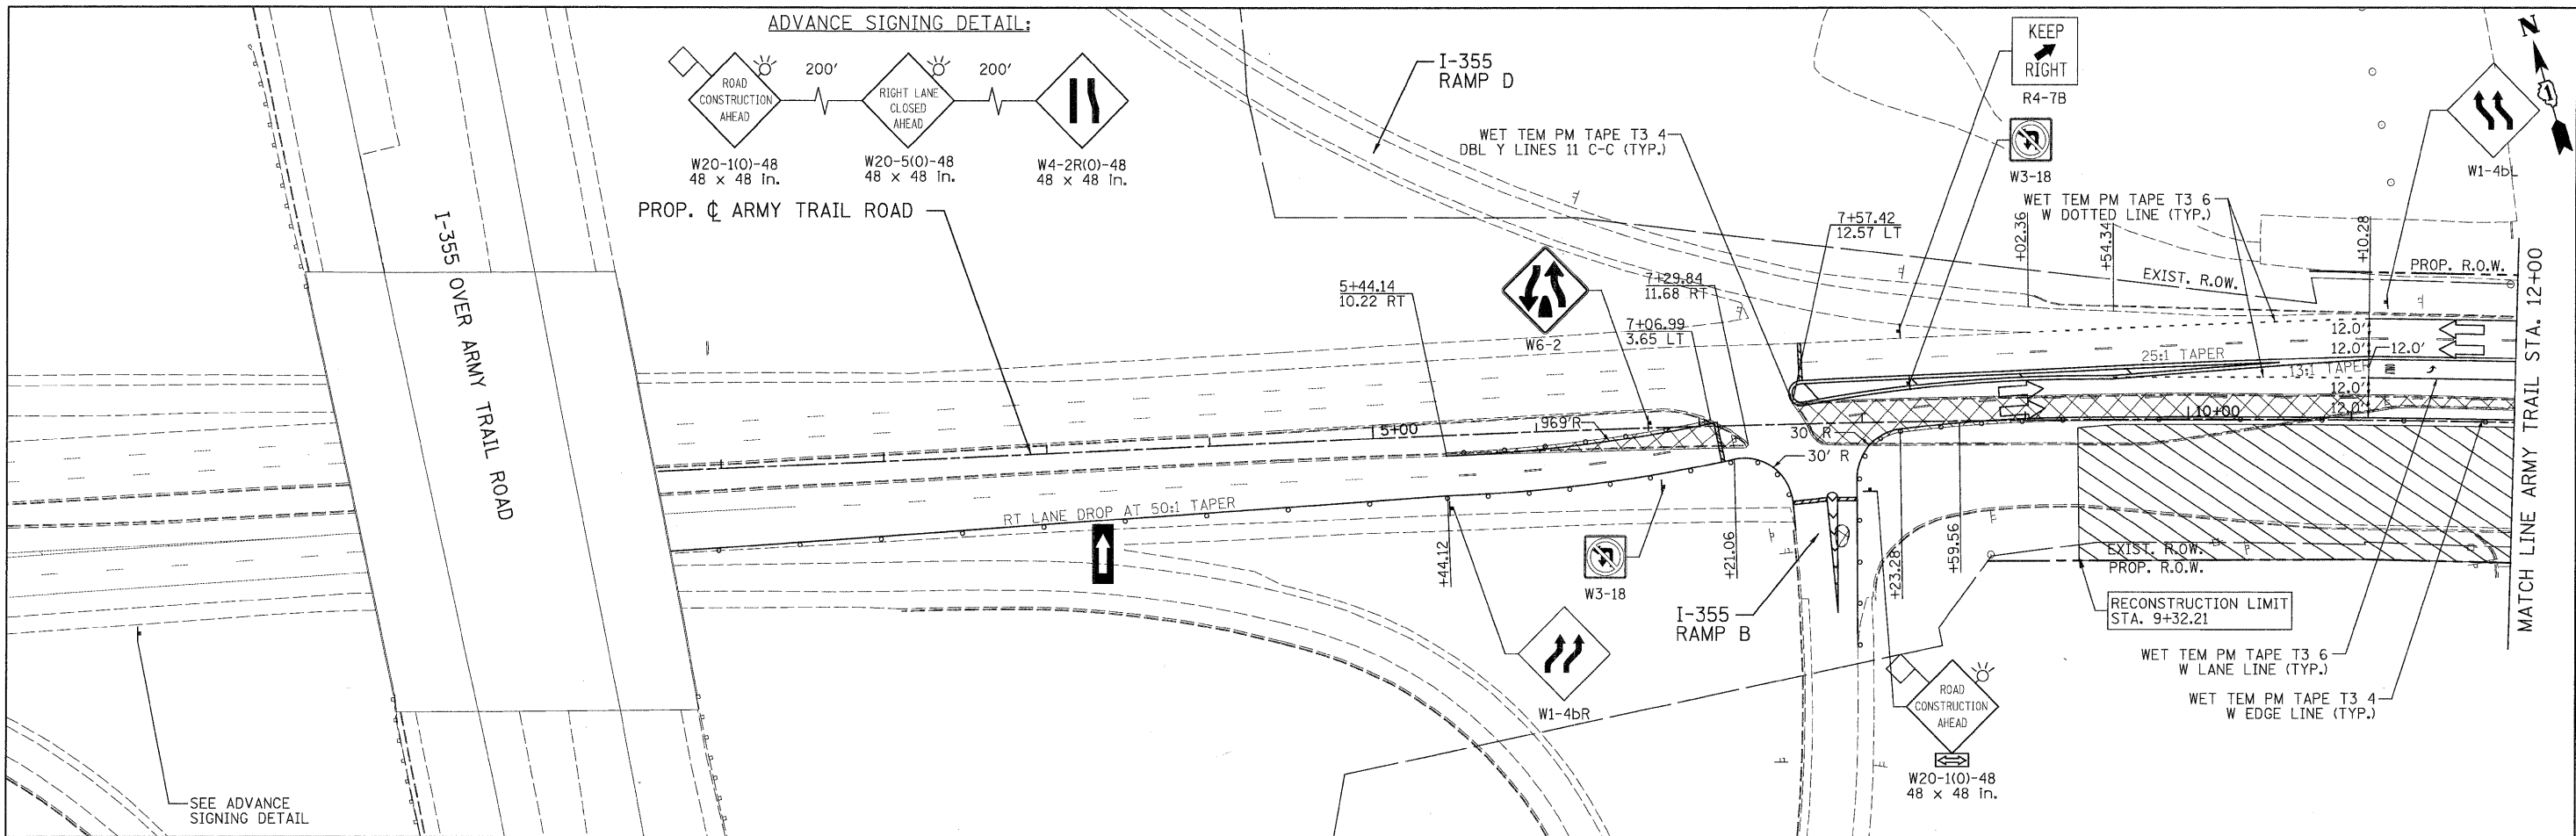 ADVANCE SIGNING DETAIL:
ROAD
CONSTRUCTION
AHEAD
200'
RIGHT LANE
CLOSED
AHEAD
200'
W20-1(O)-48
48 x 48 in.
W20-5(O)-48
48 x 48 in.
W4-2R(O)-48
48 x 48 in.
PROP. ℄ ARMY TRAIL ROAD
I-355 OVER ARMY TRAIL ROAD
I-355
RAMP D
WET TEM PM TAPE T3 4
DBL Y LINES 11 C-C (TYP.)
KEEP
RIGHT
R4-7B
W3-18
N
1
W1-4bL
WET TEM PM TAPE T3 6
W DOTTED LINE (TYP.)
7+57.42
12.57 LT
+02.36
+54.34
+10.28
EXIST. R.O.W.
PROP. R.O.W.
5+44.14
10.22 RT
W6-2
7+29.84
11.68 RT
7+06.99
3.65 LT
12.0'
12.0'
12.0'
25:1 TAPER
13:1 TAPER
12.0'
12.0'
5+00
969'R
30' R
30' R
10+00
RT LANE DROP AT 50:1 TAPER
+44.12
+21.06
+23.28
+59.56
W3-18
W1-4bR
I-355
RAMP B
EXIST. R.O.W.
PROP. R.O.W.
RECONSTRUCTION LIMIT
STA. 9+32.21
WET TEM PM TAPE T3 6
W LANE LINE (TYP.)
WET TEM PM TAPE T3 4
W EDGE LINE (TYP.)
ROAD
CONSTRUCTION
AHEAD
W20-1(O)-48
48 x 48 in.
MATCH LINE ARMY TRAIL STA. 12+00
SEE ADVANCE
SIGNING DETAIL